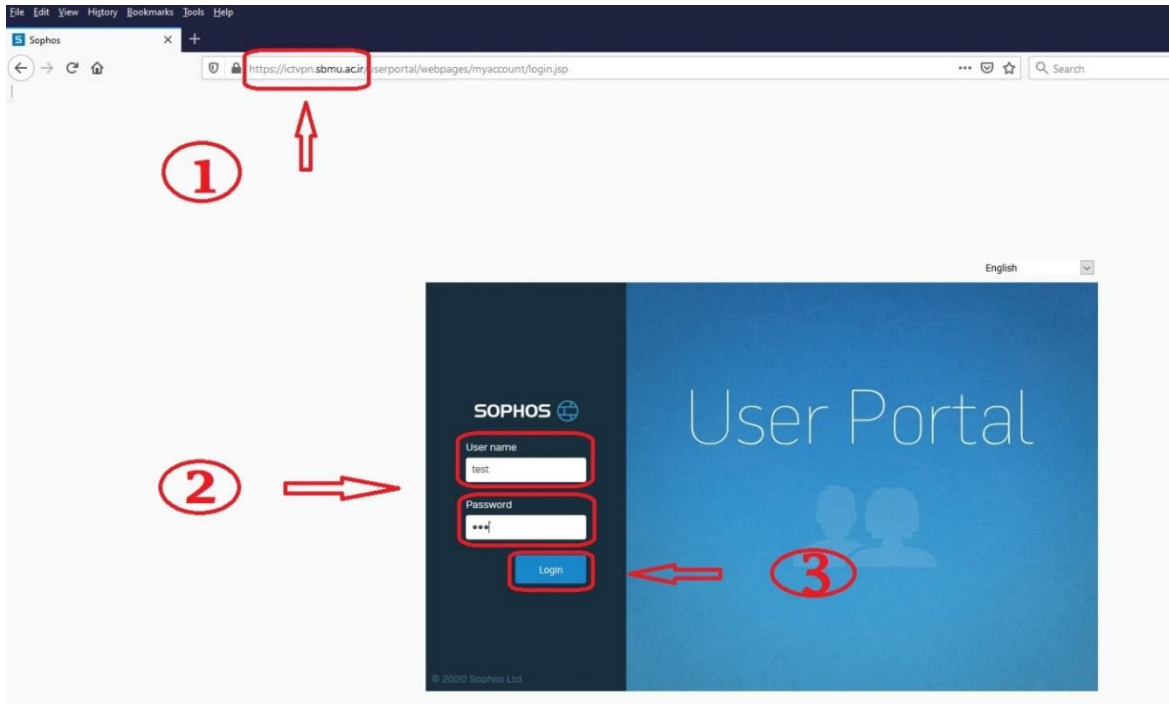 File Edit View History Bookmarks Tools Help
Sophos
https://ictvpn.sbmu.ac.ir/userportal/webpages/myaccount/login.jsp
Search
1
English
SOPHOS
User Portal
User name
test
2
Password
•••
Login
3
© 2020 Sophos Ltd.